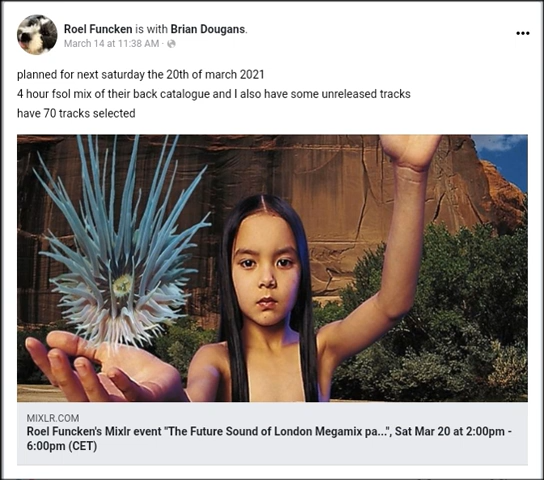 Roel Funcken is with Brian Dougans.
March 14 at 11:38 AM ·
planned for next saturday the 20th of march 2021
4 hour fsol mix of their back catalogue and I also have some unreleased tracks
have 70 tracks selected
MIXLR.COM
Roel Funcken's Mixlr event "The Future Sound of London Megamix pa...", Sat Mar 20 at 2:00pm -
6:00pm (CET)